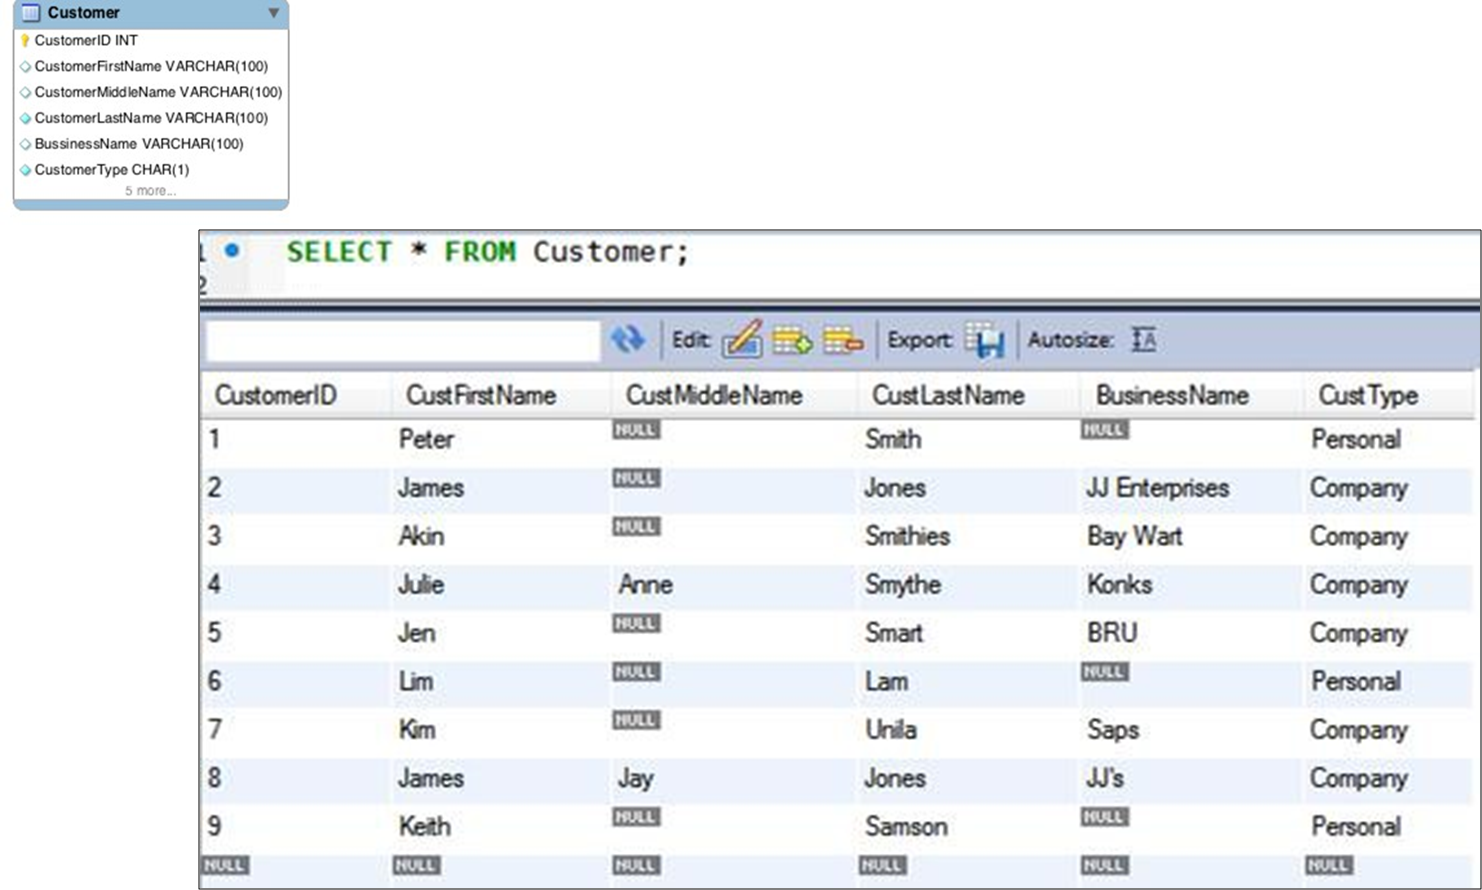 Customer
CustomerID INT
CustomerFirstName VARCHAR(100)
CustomerMiddleName VARCHAR(100)
CustomerLastName VARCHAR(100)
BussinessName VARCHAR(100)
CustomerType CHAR(1)
5 more...
1 SELECT * FROM Customer;
2
Edit: Export: Autosize:
CustomerID CustFirstName CustMiddleName CustLastName BusinessName CustType
1 Peter NULL Smith NULL Personal
2 James NULL Jones JJ Enterprises Company
3 Akin NULL Smithies Bay Wart Company
4 Julie Anne Smythe Konks Company
5 Jen NULL Smart BRU Company
6 Lim NULL Lam NULL Personal
7 Kim NULL Unila Saps Company
8 James Jay Jones JJ's Company
9 Keith NULL Samson NULL Personal
NULL NULL NULL NULL NULL NULL